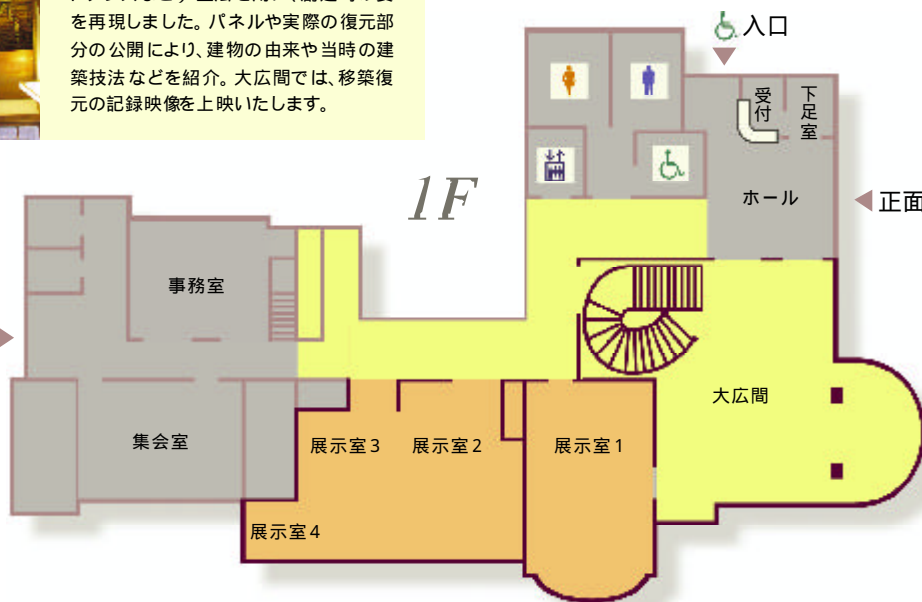 を再現しました。パネルや実際の復元部
分の公開により、建物の由来や当時の建
築技法などを紹介。大広間では、移築復
元の記録映像を上映いたします。
入口
受付
下足室
1F
ホール
正面
事務室
大広間
集会室
展示室3
展示室2
展示室1
展示室4